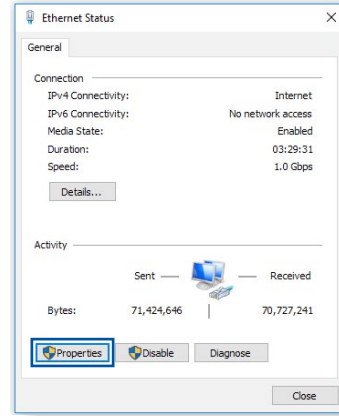 Ethernet Status
General
Connection
IPv4 Connectivity: Internet
IPv6 Connectivity: No network access
Media State: Enabled
Duration: 03:29:31
Speed: 1.0 Gbps
Details...
Activity
Sent Received
Bytes: 71,424,646 70,727,241
Properties Disable Diagnose
Close